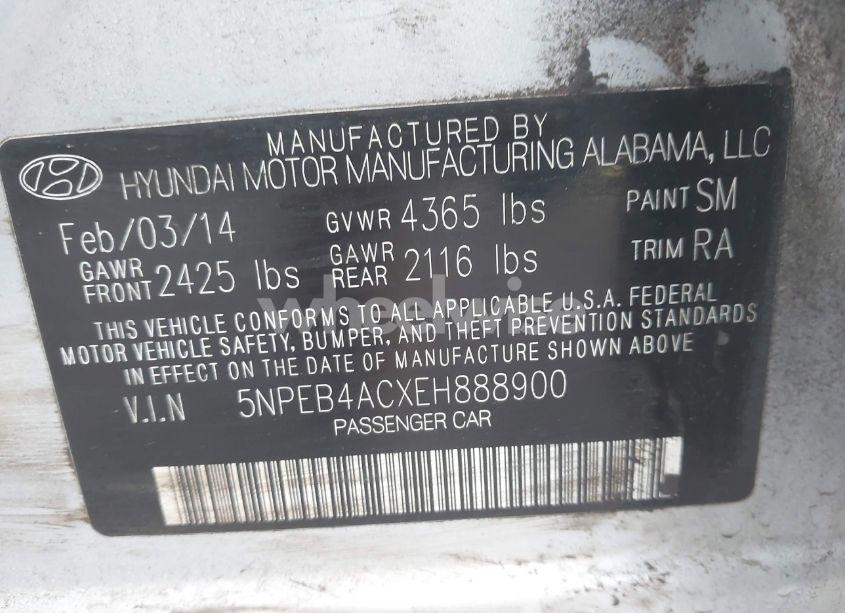 MANUFACTURED BY
HYUNDAI MOTOR MANUFACTURING ALABAMA, LLC
Feb/03/14 GVWR 4365 lbs PAINT SM
GAWR FRONT 2425 lbs GAWR REAR 2116 lbs TRIM RA
THIS VEHICLE CONFORMS TO ALL APPLICABLE U.S.A. FEDERAL
MOTOR VEHICLE SAFETY, BUMPER, AND THEFT PREVENTION STANDARDS
IN EFFECT ON THE DATE OF MANUFACTURE SHOWN ABOVE
V.I.N 5NPEB4ACXEH888900
PASSENGER CAR